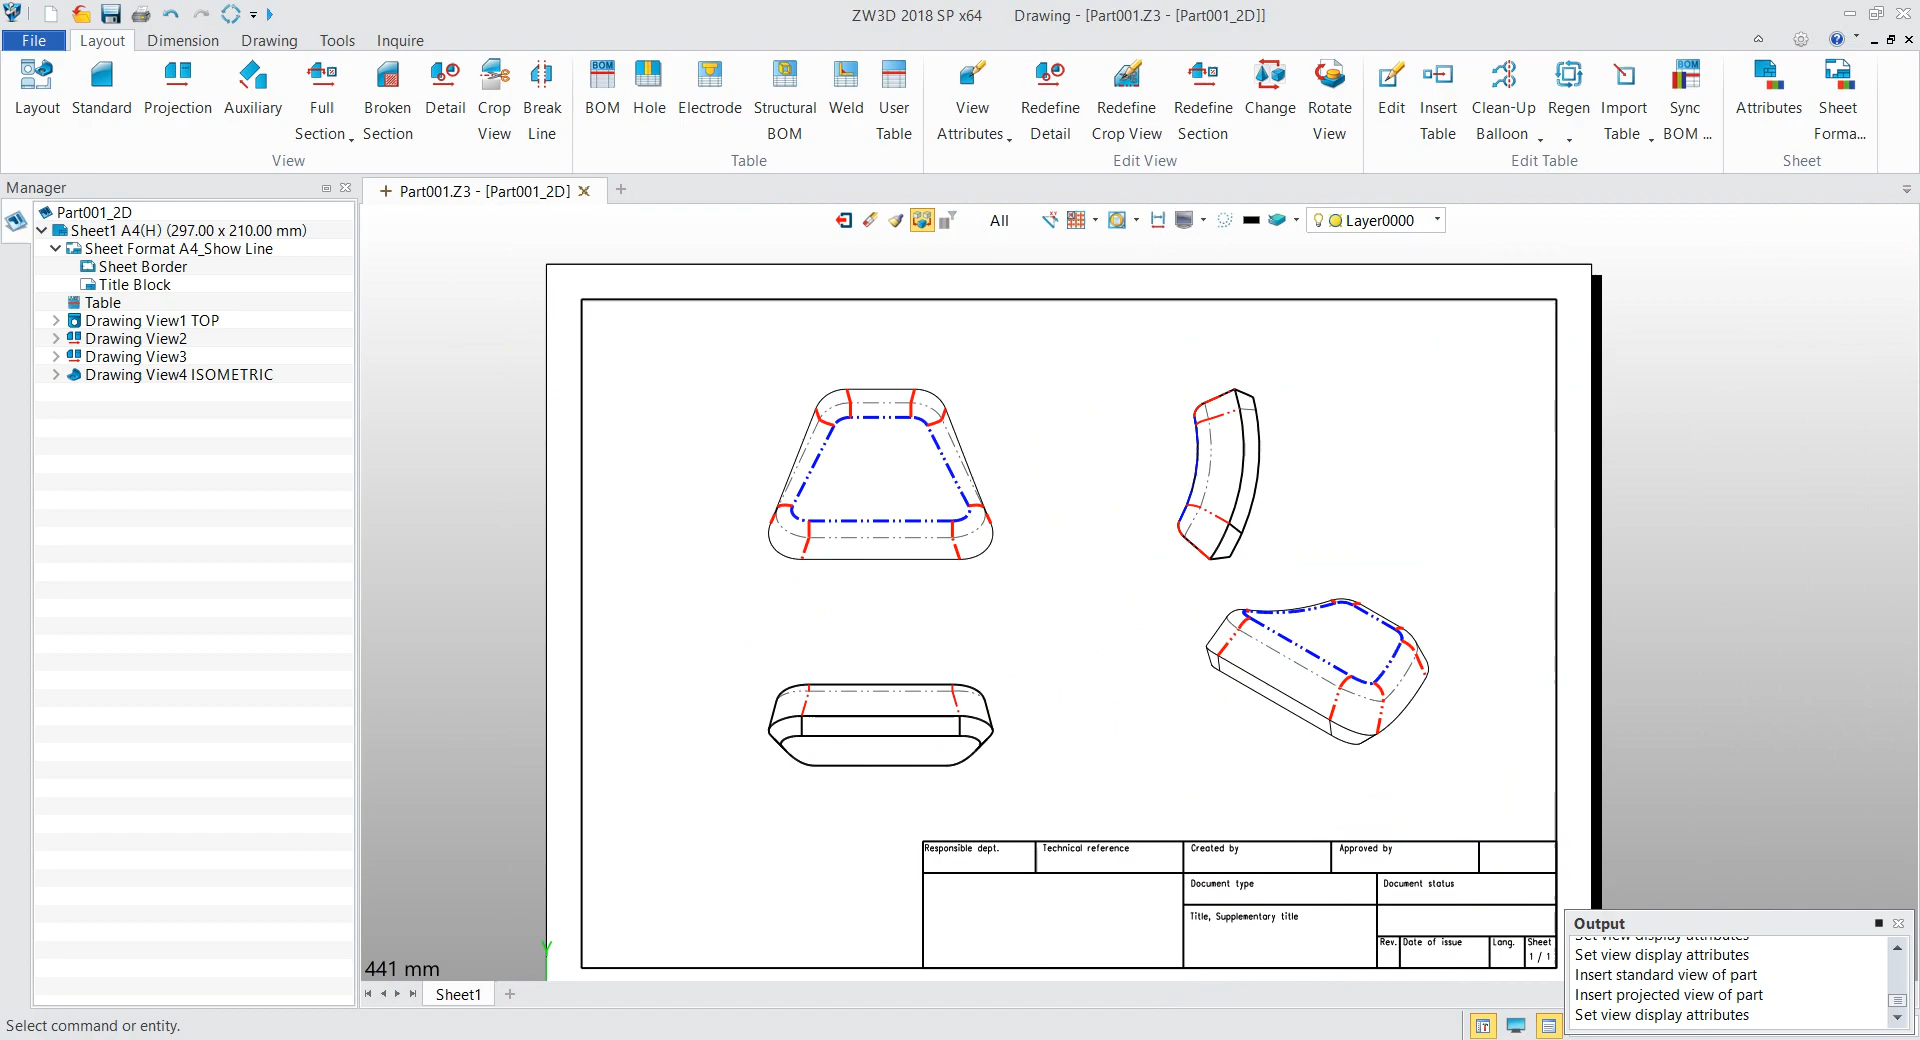 ZW3D 2018 SP x64 Drawing - [Part001.Z3 - [Part001_2D]]
File Layout Dimension Drawing Tools Inquire
Layout Standard Projection Auxiliary Full Section Broken Section Detail Crop View Break Line
View
BOM Hole Electrode Structural BOM Weld User Table
Table
View Attributes Redefine Detail Redefine Crop View Redefine Section Change Rotate View
Edit View
Edit Insert Table Clean-Up Balloon Regen Import Table Sync BOM ...
Edit Table
Attributes Sheet Forma...
Sheet
Manager
Part001.Z3 - [Part001_2D]
All
Layer0000
Part001_2D
Sheet1 A4(H) (297.00 x 210.00 mm)
Sheet Format A4_Show Line
Sheet Border
Title Block
Table
Drawing View1 TOP
Drawing View2
Drawing View3
Drawing View4 ISOMETRIC
Responsible dept. Technical reference Created by Approved by
Document type Document status
Title, Supplementary title
Rev. Date of issue Lang. Sheet
1 / 1
Y
441 mm
Sheet1
Output
Set view display attributes
Set view display attributes
Insert standard view of part
Insert projected view of part
Set view display attributes
Select command or entity.